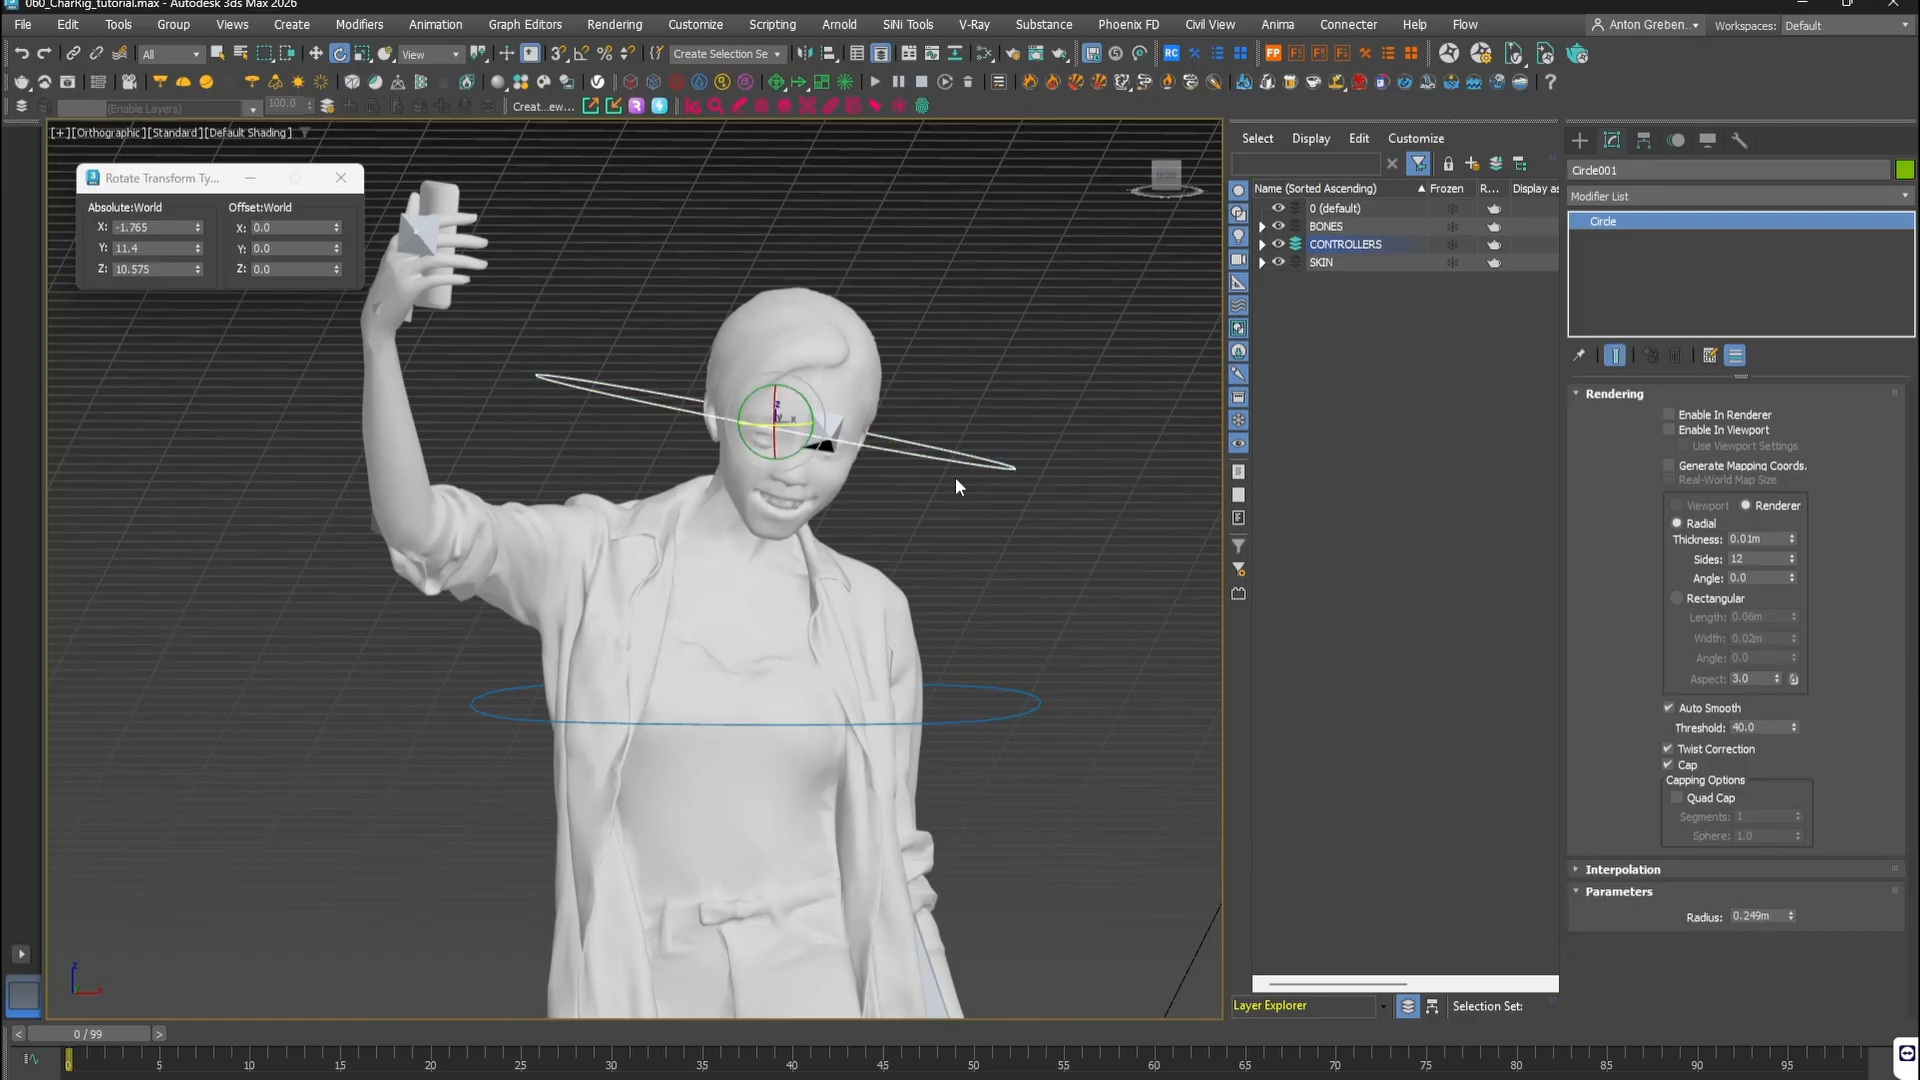 060_CharRig_tutorial.max - Autodesk 3ds Max 2026
File Edit Tools Group Views Create Modifiers Animation Graph Editors Rendering Customize Scripting Arnold SiNi Tools V-Ray Substance Phoenix FD Civil View Anima Connecter Help Flow Anton Greben.. Workspaces: Default
All View Create Selection Se RC FP
(Enable Layers) 100.0 Creat...ew...
[+][Orthographic][Standard][Default Shading]
Rotate Transform Ty...
Absolute:World Offset:World
X: -1.765 X: 0.0
Y: 11.4 Y: 0.0
Z: 10.575 Z: 0.0
Select Display Edit Customize
Name (Sorted Ascending) Frozen R... Display as
0 (default)
BONES
CONTROLLERS
SKIN
Layer Explorer Selection Set:
Circle001
Modifier List
Circle
Rendering
Enable In Renderer
Enable In Viewport
Use Viewport Settings
Generate Mapping Coords.
Real-World Map Size
Viewport Renderer
Radial
Thickness: 0.01m
Sides: 12
Angle: 0.0
Rectangular
Length: 0.06m
Width: 0.02m
Angle: 0.0
Aspect: 3.0
Auto Smooth
Threshold: 40.0
Twist Correction
Cap
Capping Options
Quad Cap
Segments: 1
Sphere: 1.0
Interpolation
Parameters
Radius: 0.249m
< 0 / 99 >
0 5 10 15 20 25 30 35 40 45 50 55 60 65 70 75 80 85 90 95